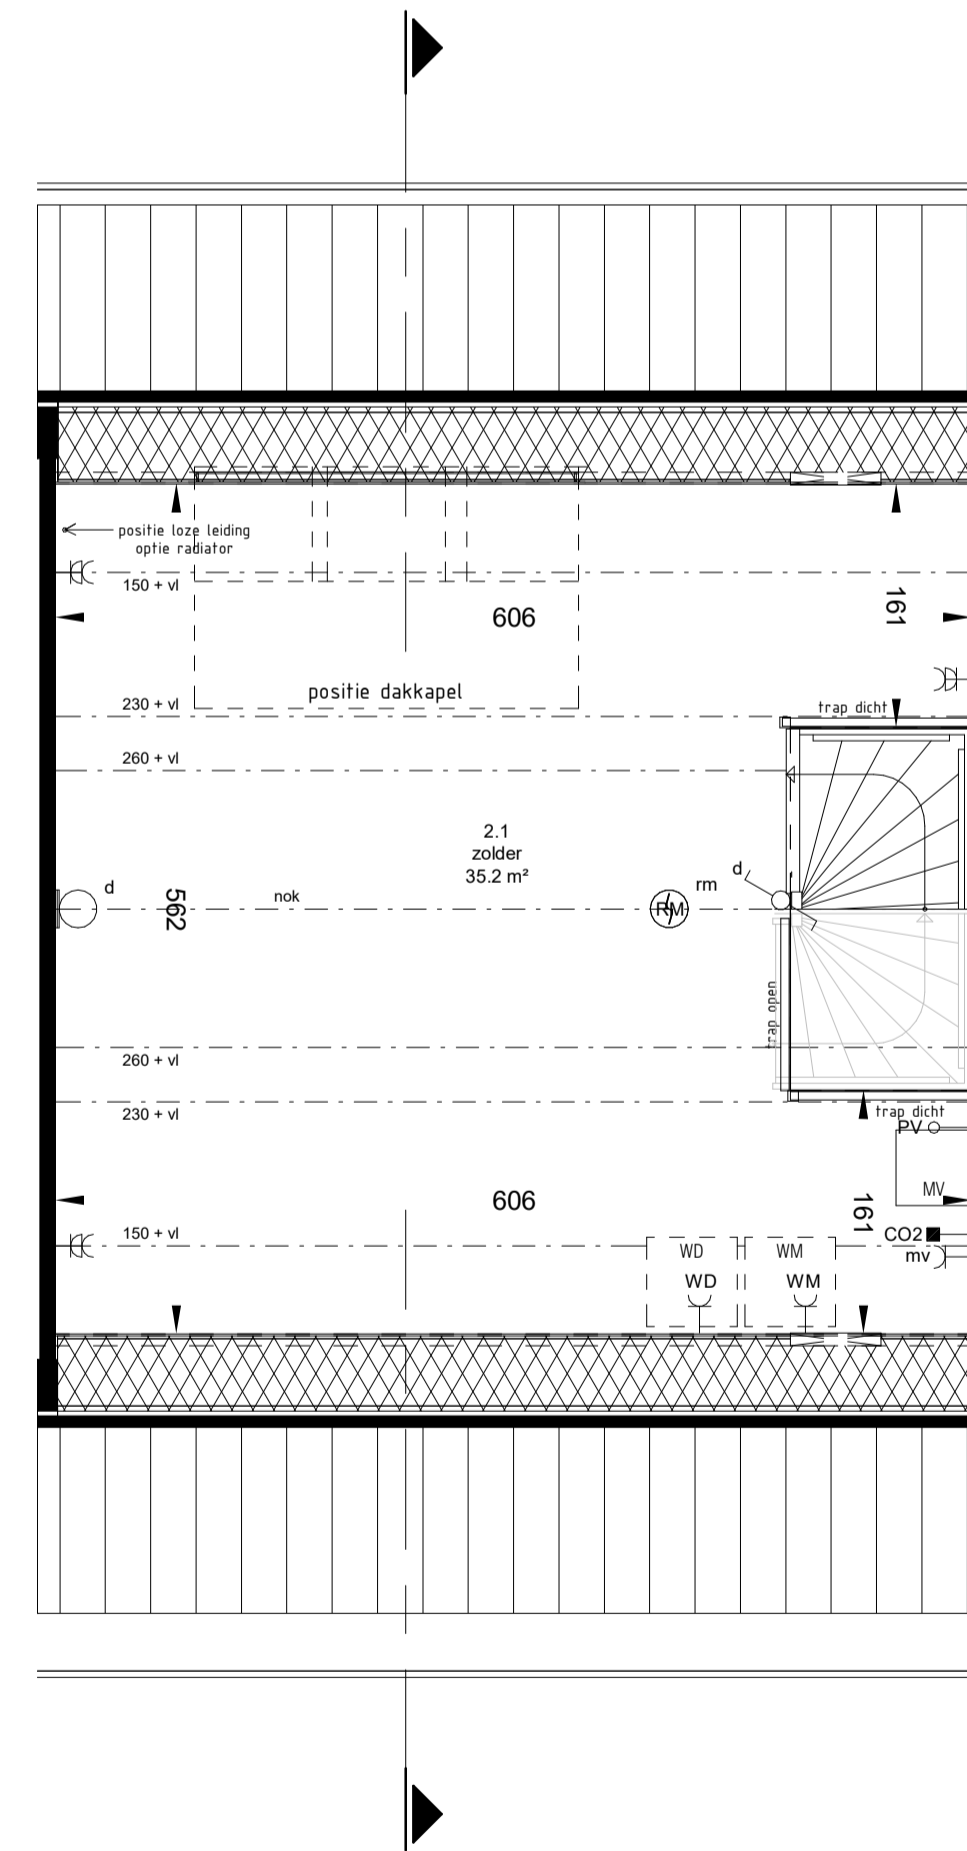 positie loze leiding
optie radiator
150 + vl
606
161
positie dakkapel
230 + vl
trap dicht
260 + vl
2.1
zolder
35.2 m²
d
562
nok
RM
rm
d
trap open
260 + vl
230 + vl
trap dicht
PV
MV
606
161
150 + vl
CO2
mv
WD
WM
WD
WM